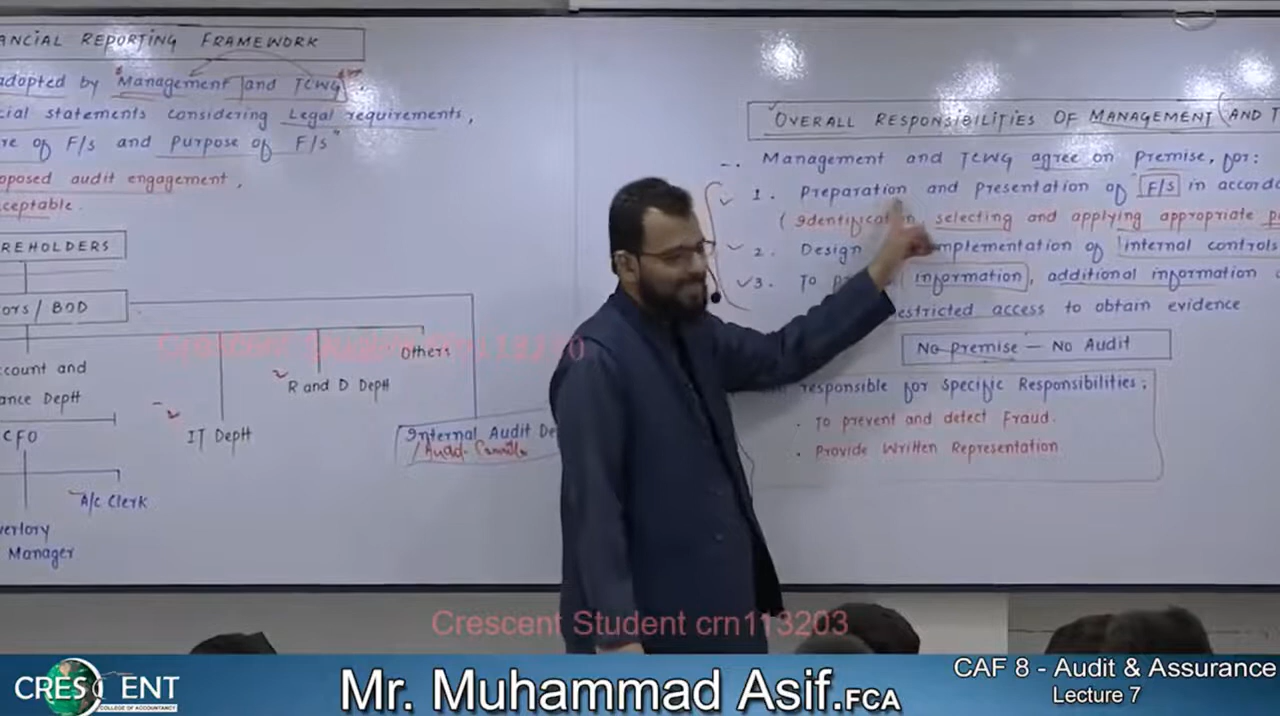 NCIAL REPORTING FRAMEWORK
adopted by Management and TCWG
cial statements considering Legal requirements,
re of F/s and Purpose of F/s"
oposed audit engagement,
cceptable.
REHOLDERS
ors / BOD
ccount and
ance Deptt
CFO
A/c Clerk
Manager
IT Deptt
R and D Deptt
Others
Internal Audit De
OVERALL RESPONSIBILITIES OF MANAGEMENT (AND T
Management and TCWG agree on Premise, for:
1. Preparation and Presentation of F/s in accorda
(Identification, selecting and applying appropriate
2. Design implementation of internal controls
3. To information, additional information
estricted access to obtain evidence
No Premise – No Audit
responsible for Specific Responsibilities:
. To prevent and detect Fraud.
. Provide Written Representation
Crescent Student crn113203
CRESCENT
COLLEGE OF ACCOUNTANCY
Mr. Muhammad Asif.FCA
CAF 8 - Audit & Assurance
Lecture 7